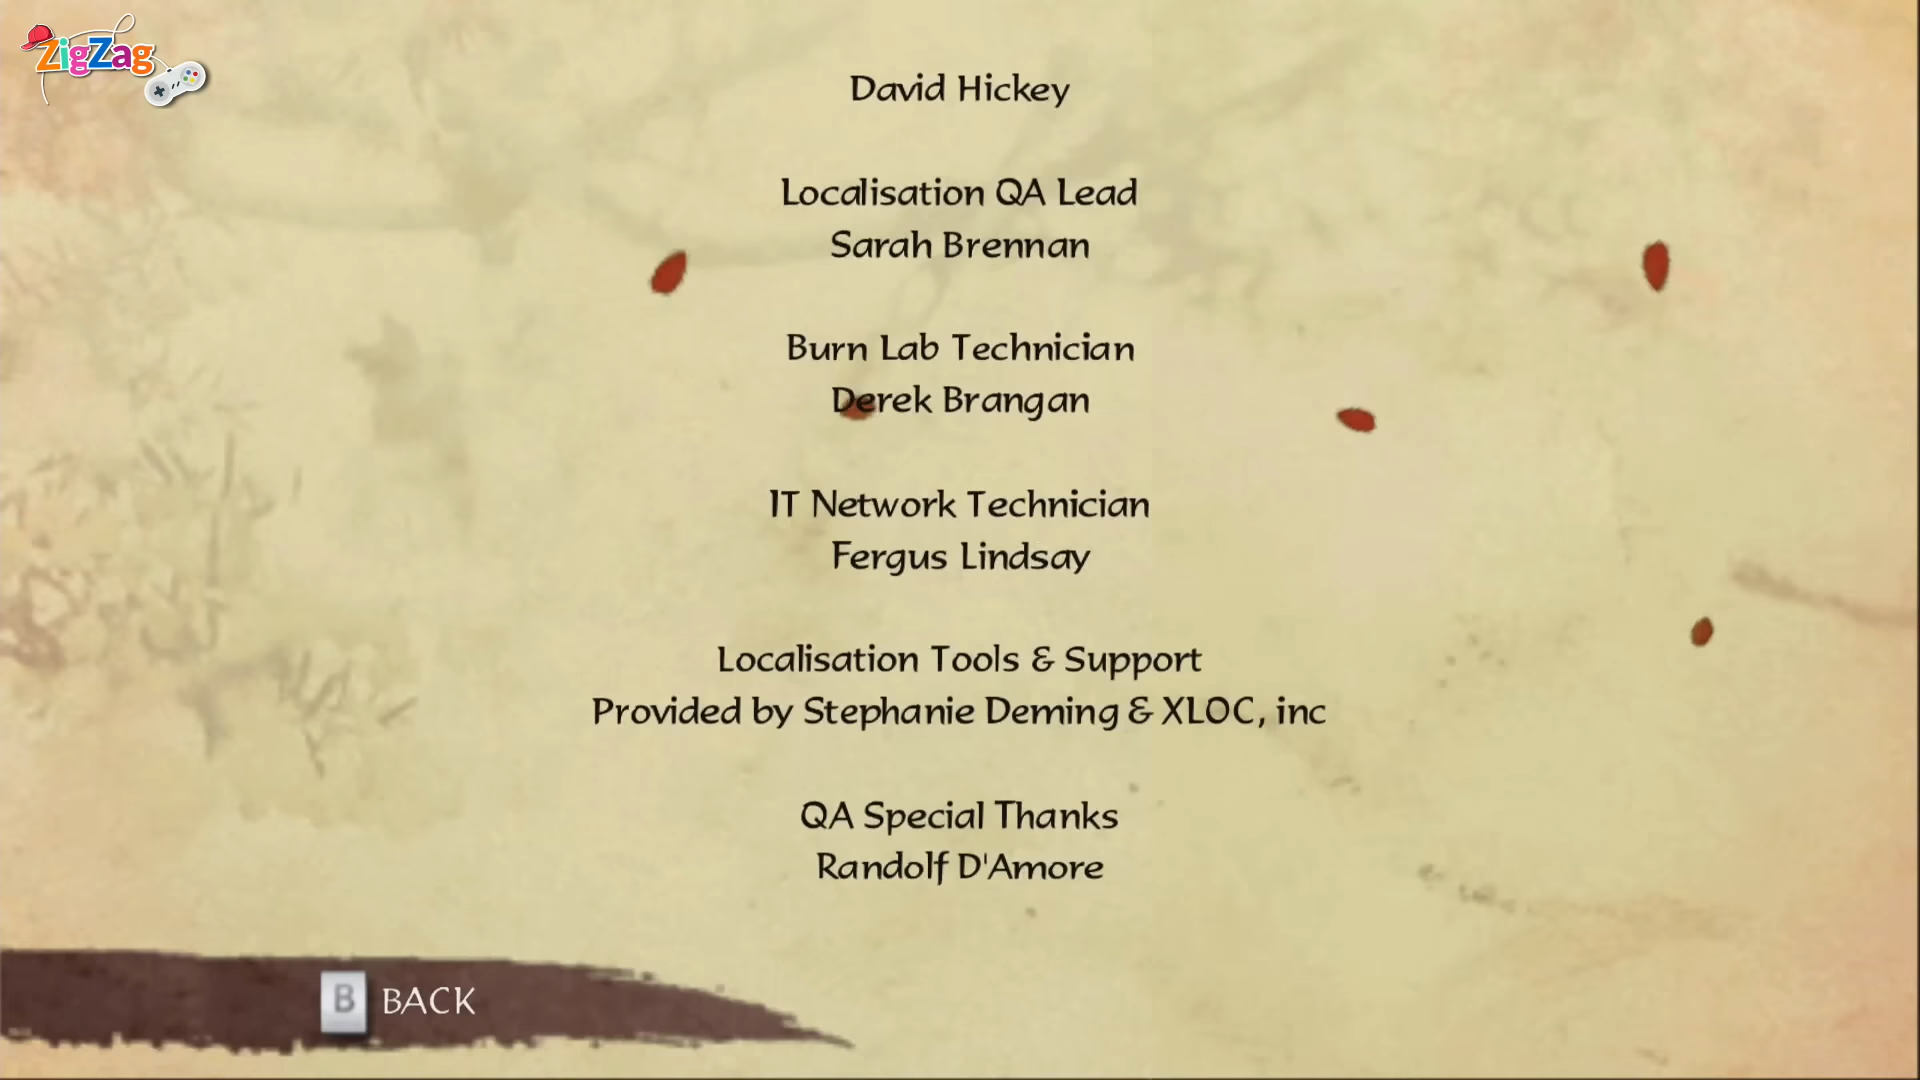 ZigZag
David Hickey
Localisation QA Lead
Sarah Brennan
Burn Lab Technician
Derek Brangan
IT Network Technician
Fergus Lindsay
Localisation Tools & Support
Provided by Stephanie Deming & XLOC, inc
QA Special Thanks
Randolf D'Amore
B BACK